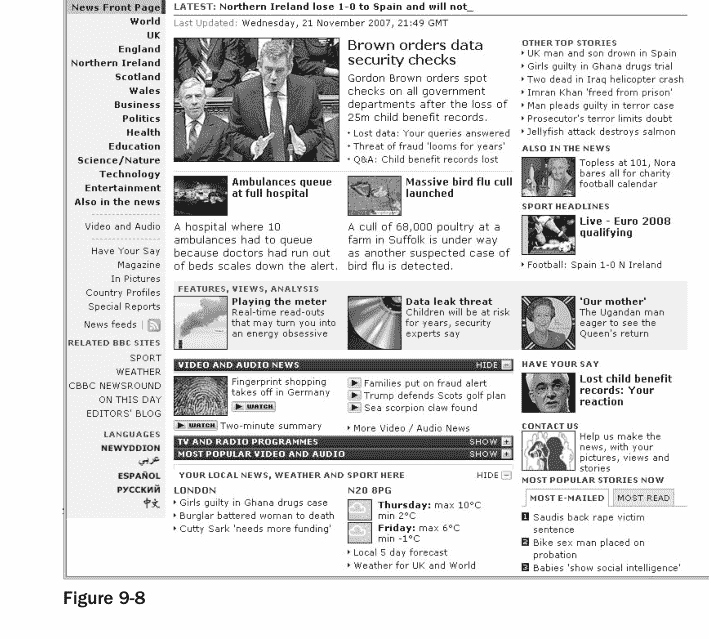 News Front Page
World
UK
England
Northern Ireland
Scotland
Wales
Business
Politics
Health
Education
Science/Nature
Technology
Entertainment
Also in the news
Video and Audio
Have Your Say
Magazine
In Pictures
Country Profiles
Special Reports
News feeds
RELATED BBC SITES
SPORT
WEATHER
CBBC NEWSROUND
ON THIS DAY
EDITORS' BLOG
LANGUAGES
NEWYDDION
عربي
ESPAÑOL
РУССКИЙ
中文
LATEST: Northern Ireland lose 1-0 to Spain and will not_
Last Updated: Wednesday, 21 November 2007, 21:49 GMT
Brown orders data
security checks
Gordon Brown orders spot
checks on all government
departments after the loss of
25m child benefit records.
Lost data: Your queries answered
Threat of fraud 'looms for years'
Q&A: Child benefit records lost
Ambulances queue
at full hospital
A hospital where 10
ambulances had to queue
because doctors had run out
of beds scales down the alert.
Massive bird flu cull
launched
A cull of 68,000 poultry at a
farm in Suffolk is under way
as another suspected case of
bird flu is detected.
OTHER TOP STORIES
UK man and son drown in Spain
Girls guilty in Ghana drugs trial
Two dead in Iraq helicopter crash
Imran Khan 'freed from prison'
Man pleads guilty in terror case
Prosecutor's terror limits doubt
Jellyfish attack destroys salmon
ALSO IN THE NEWS
Topless at 101, Nora
bares all for charity
football calendar
SPORT HEADLINES
Live - Euro 2008
qualifying
Football: Spain 1-0 N Ireland
FEATURES, VIEWS, ANALYSIS
Playing the meter
Real-time read-outs
that may turn you into
an energy obsessive
Data leak threat
Children will be at risk
for years, security
experts say
'Our mother'
The Ugandan man
eager to see the
Queen's return
VIDEO AND AUDIO NEWS
HIDE
Fingerprint shopping
takes off in Germany
WATCH
WATCH Two-minute summary
Families put on fraud alert
Trump defends Scots golf plan
Sea scorpion claw found
More Video / Audio News
TV AND RADIO PROGRAMMES
SHOW
MOST POPULAR VIDEO AND AUDIO
SHOW
YOUR LOCAL NEWS, WEATHER AND SPORT HERE
HIDE
LONDON
Girls guilty in Ghana drugs case
Burglar battered woman to death
Cutty Sark 'needs more funding'
N20 8PG
Thursday: max 10°C
min 2°C
Friday: max 6°C
min -1°C
Local 5 day forecast
Weather for UK and World
HAVE YOUR SAY
Lost child benefit
records: Your
reaction
CONTACT US
Help us make the
news, with your
pictures, views and
stories
MOST POPULAR STORIES NOW
MOST E-MAILED
MOST READ
1 Saudis back rape victim
sentence
2 Bike sex man placed on
probation
3 Babies 'show social intelligence'
Figure 9-8